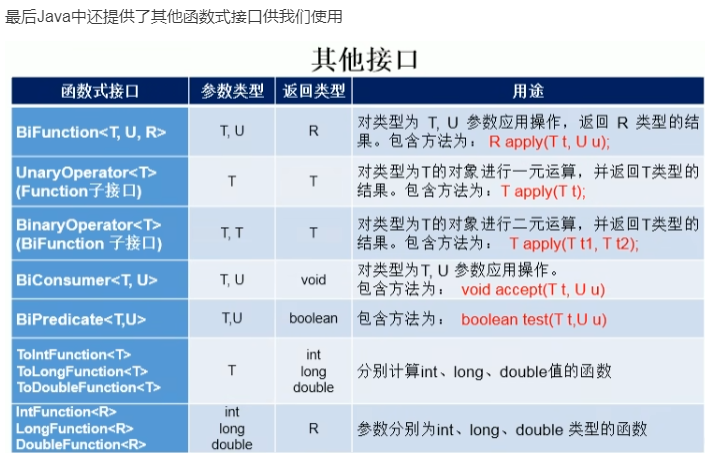 最后Java中还提供了其他函数式接口供我们使用
其他接口
函数式接口 参数类型 返回类型 用途
BiFunction<T, U, R> T, U R 对类型为 T, U 参数应用操作，返回 R 类型的结
果。包含方法为： R apply(T t, U u);
UnaryOperator<T>
(Function子接口) T T 对类型为T的对象进行一元运算，并返回T类型的
结果。包含方法为：T apply(T t);
BinaryOperator<T>
(BiFunction 子接口) T, T T 对类型为T的对象进行二元运算，并返回T类型的
结果。包含方法为： T apply(T t1, T t2);
BiConsumer<T, U> T, U void 对类型为T, U 参数应用操作。
包含方法为： void accept(T t, U u)
BiPredicate<T,U> T,U boolean 包含方法为： boolean test(T t,U u)
ToIntFunction<T>
ToLongFunction<T>
ToDoubleFunction<T>
T
int
long
double
分别计算int、long、double值的函数
IntFunction<R>
LongFunction<R>
DoubleFunction<R>
int
long
double
R
参数分别为int、long、double 类型的函数